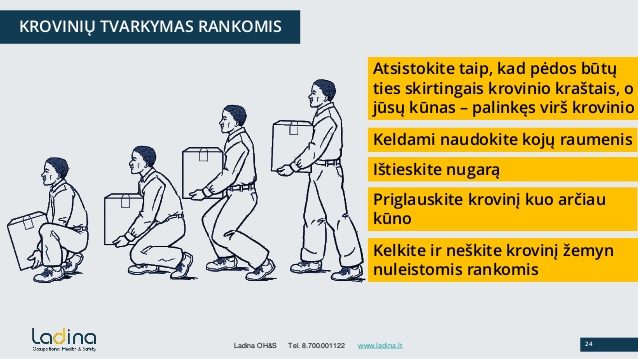 KROVINIŲ TVARKYMAS RANKOMIS
Atsistokite taip, kad pėdos būtų
ties skirtingais krovinio kraštais, o
jūsų kūnas – palinkęs virš krovinio
Keldami naudokite kojų raumenis
Ištieskite nugarą
Priglauskite krovinį kuo arčiau
kūno
Kelkite ir neškite krovinį žemyn
nuleistomis rankomis
Ladina
Occupational Health & Safety
Ladina OH&S Tel. 8.700.001122 www.ladina.lt
24